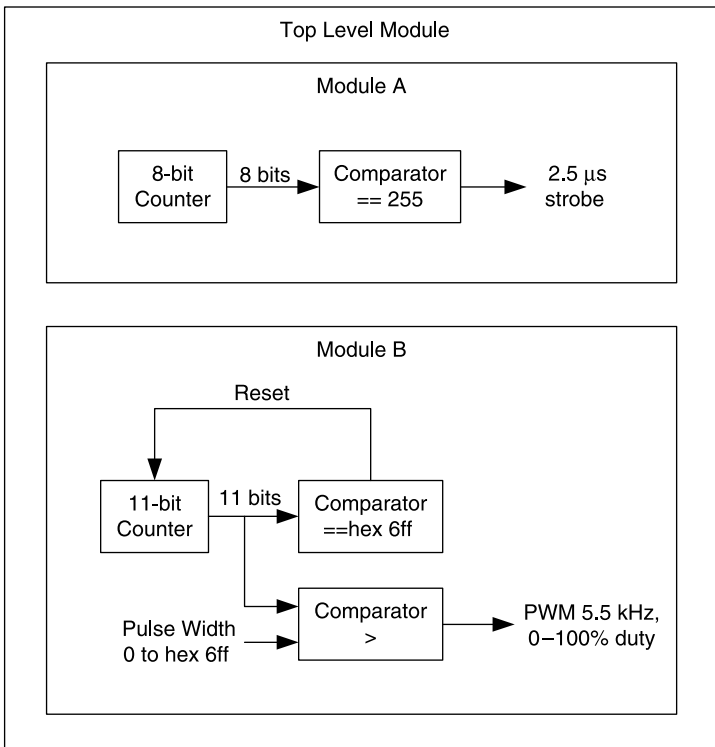 Top Level Module
Module A
8-bit
Counter
8 bits
Comparator
== 255
2.5 μs
strobe
Module B
Reset
11-bit
Counter
11 bits
Comparator
==hex 6ff
Pulse Width
0 to hex 6ff
Comparator
>
PWM 5.5 kHz,
0–100% duty